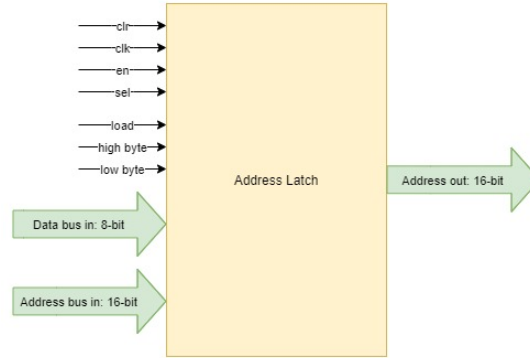 clr
clk
en
sel
load
high byte
low byte
Address Latch
Address out: 16-bit
Data bus in: 8-bit
Address bus in: 16-bit